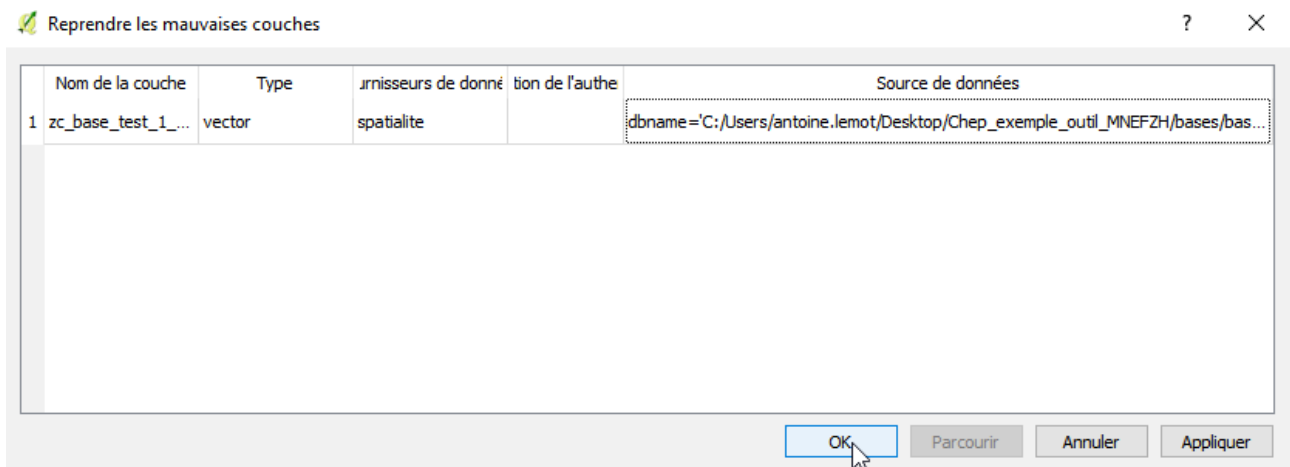 Reprendre les mauvaises couches ? ×
Nom de la couche Type urnisseurs de donné tion de l'authe Source de données
1 zc_base_test_1_... vector spatialite dbname='C:/Users/antoine.lemot/Desktop/Chep_exemple_outil_MNEFZH/bases/bas...
OK Parcourir Annuler Appliquer